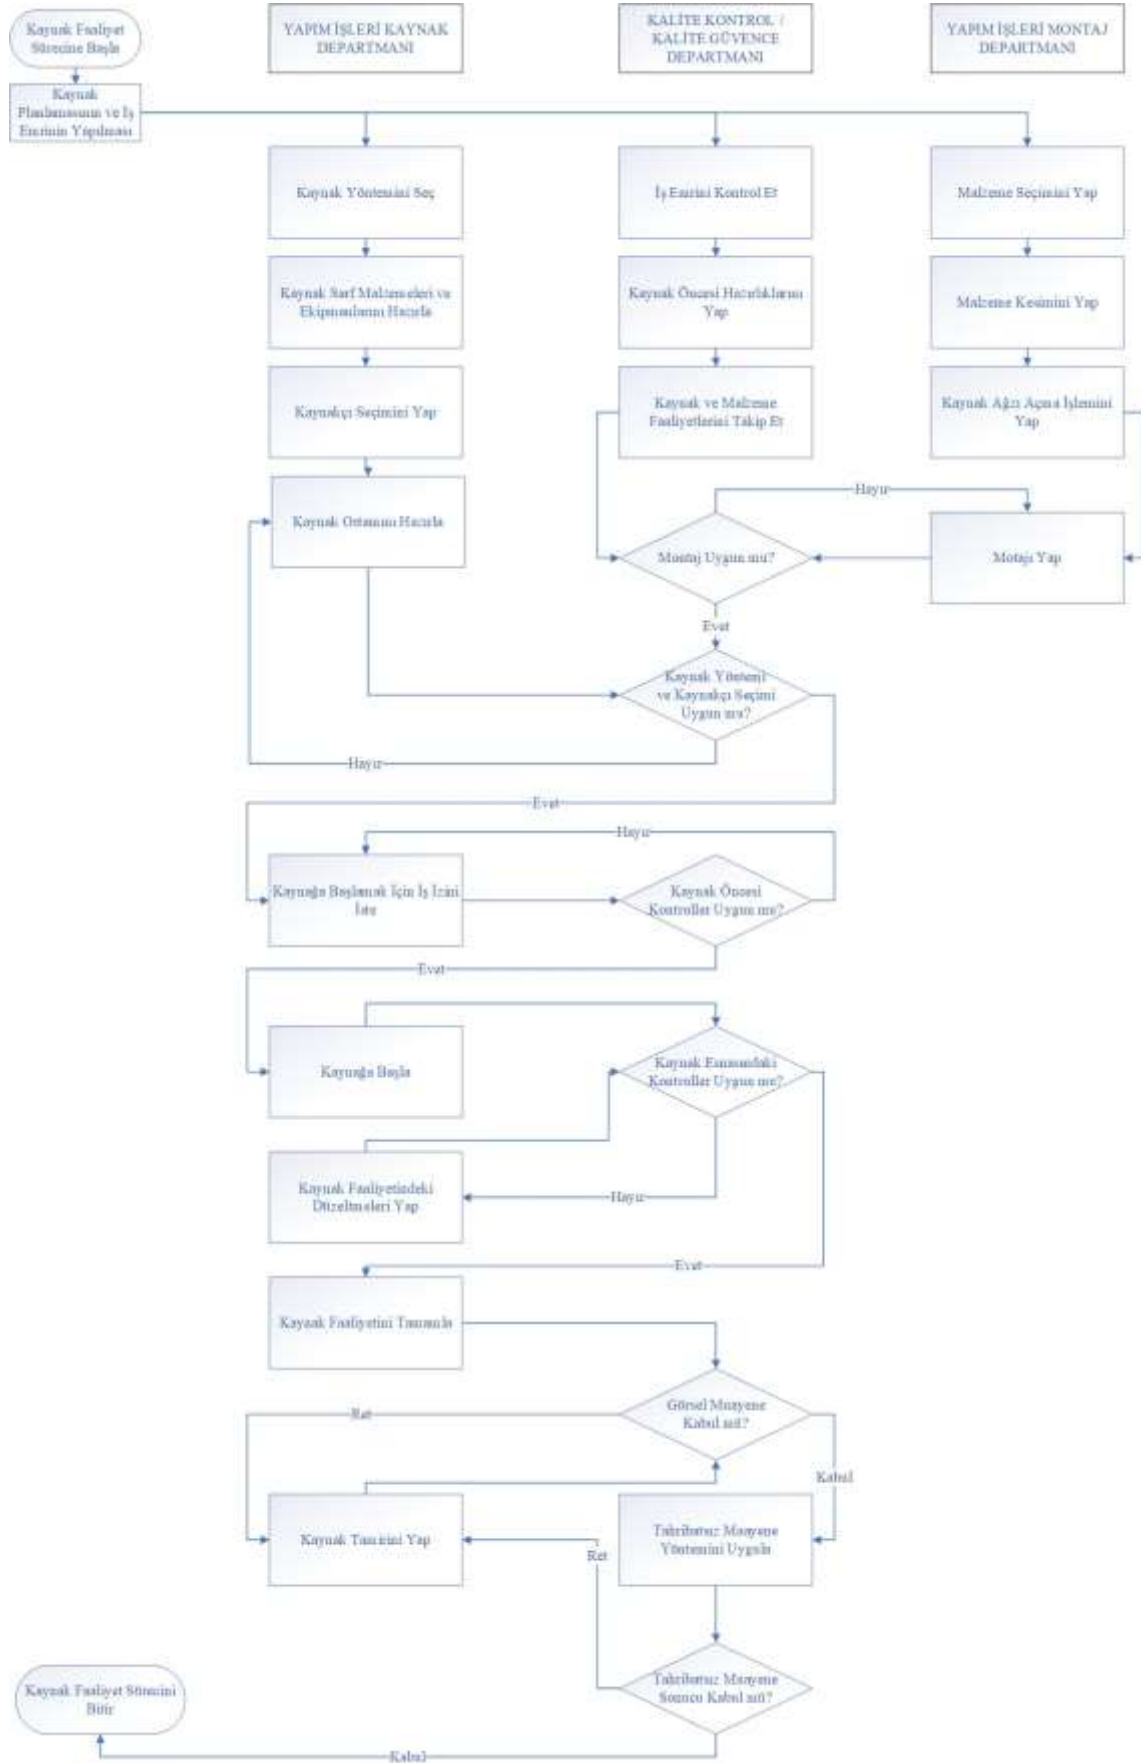 Kaynak Faaliyet
Sürecine Başla
YAPIM İŞLERİ KAYNAK
DEPARTMANI
KALİTE KONTROL /
KALİTE GÜVENCE
DEPARTMANI
YAPIM İŞLERİ MONTAJ
DEPARTMANI
Kaynak
Planlamasının ve İş
Emrinin Yapılması
Kaynak Yöntemini Seç
İş Emrini Kontrol Et
Malzeme Seçimini Yap
Kaynak Sarf Malzemeleri ve
Ekipmanlarını Hazırla
Kaynak Öncesi Hazırlıklarını
Yap
Malzeme Kesimini Yap
Kaynakçı Seçimini Yap
Kaynak ve Malzeme
Faaliyetlerini Takip Et
Kaynak Ağzı Açma İşlemini
Yap
Hayır
Kaynak Ortamını Hazırla
Montaj Uygun mu?
Motajı Yap
Evet
Kaynak Yöntemi
ve Kaynakçı Seçimi
Uygun mu?
Hayır
Evet
Hayır
Kaynağa Başlamak İçin İş İzini
İste
Kaynak Öncesi
Kontroller Uygun mu?
Evet
Kaynağa Başla
Kaynak Esnasındaki
Kontroller Uygun mu?
Kaynak Faaliyetindeki
Düzeltmeleri Yap
Hayır
Evet
Kaynak Faaliyetini Tamamla
Görsel Muayene
Kabul mü?
Ret
Kabul
Kaynak Tamirini Yap
Tahribatsız Muayene
Yöntemini Uygula
Ret
Kaynak Faaliyet Sürecini
Bitir
Tahribatsız Muayene
Sonucu Kabul mü?
Kabul